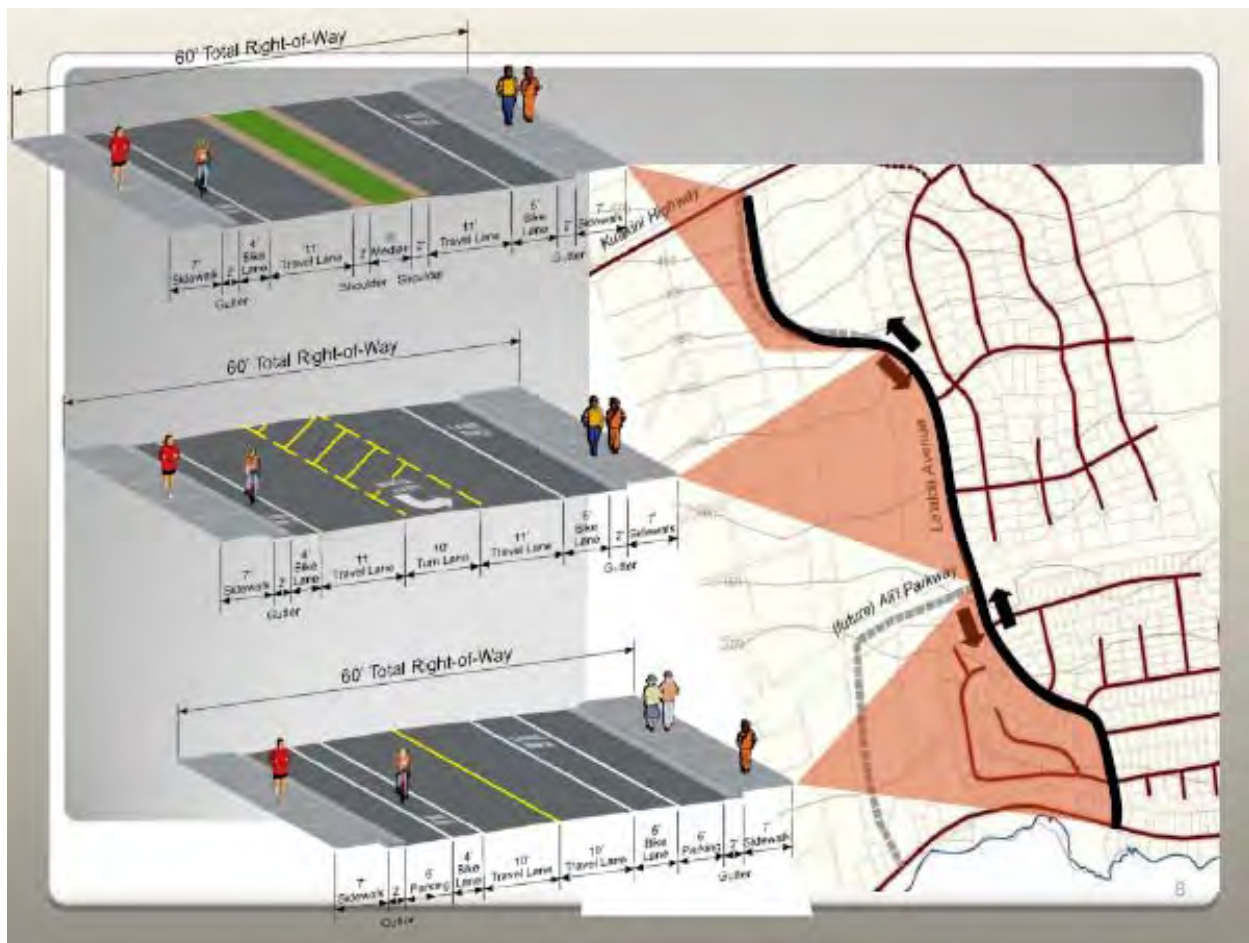 60' Total Right-of-Way
7' Sidewalk
2' Gutter
4' Bike Lane
11' Travel Lane
2' Shoulder
Median
2' Shoulder
11' Travel Lane
Bike Lane
2' Gutter
7' Sidewalk
Kuakini Highway
60' Total Right-of-Way
7' Sidewalk
2' Gutter
4' Bike Lane
11' Travel Lane
10' Turn Lane
11' Travel Lane
Bike Lane
2' Gutter
7' Sidewalk
Avenue
(future) Ali'i Parkway
60' Total Right-of-Way
7' Sidewalk
2' Gutter
6' Parking
4' Bike Lane
10' Travel Lane
10' Travel Lane
Bike Lane
6' Parking
2' Gutter
7' Sidewalk
8